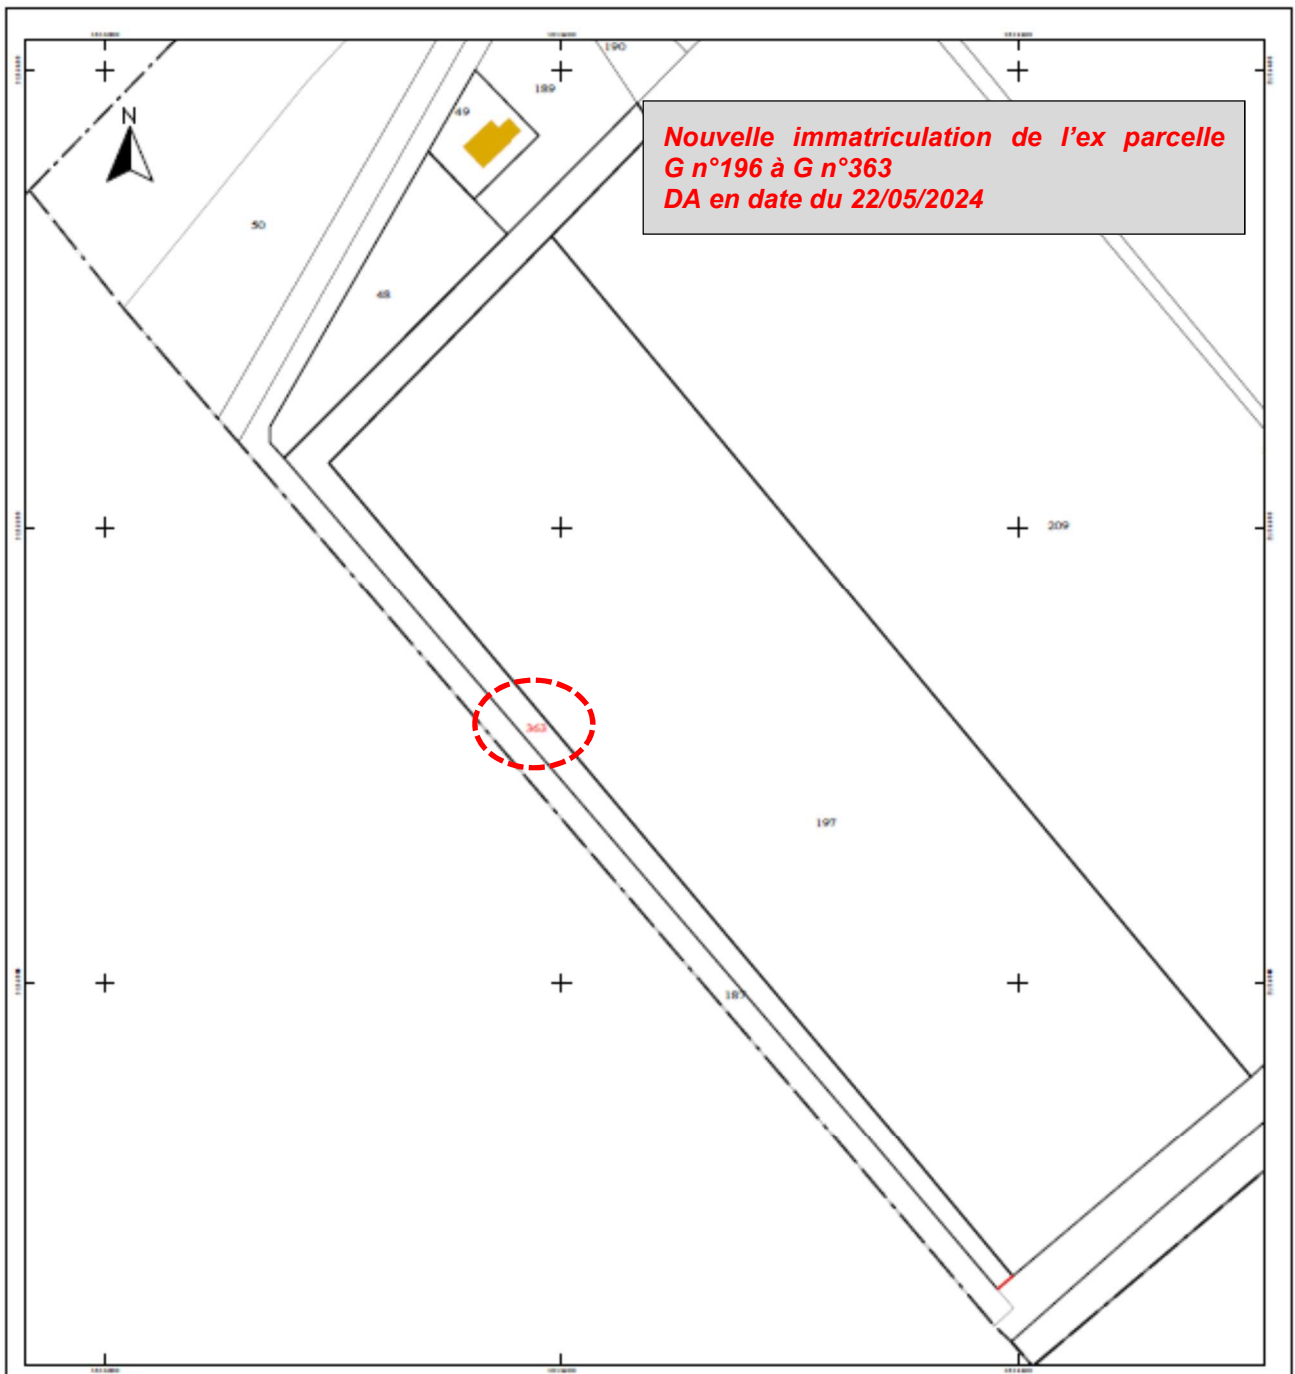 190
189
49
N
Nouvelle immatriculation de l'ex parcelle
G n°196 à G n°363
DA en date du 22/05/2024
50
48
209
363
197
187